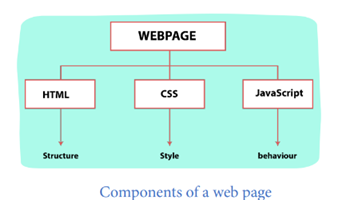 WEBPAGE
HTML CSS JavaScript
Structure Style behaviour
Components of a web page